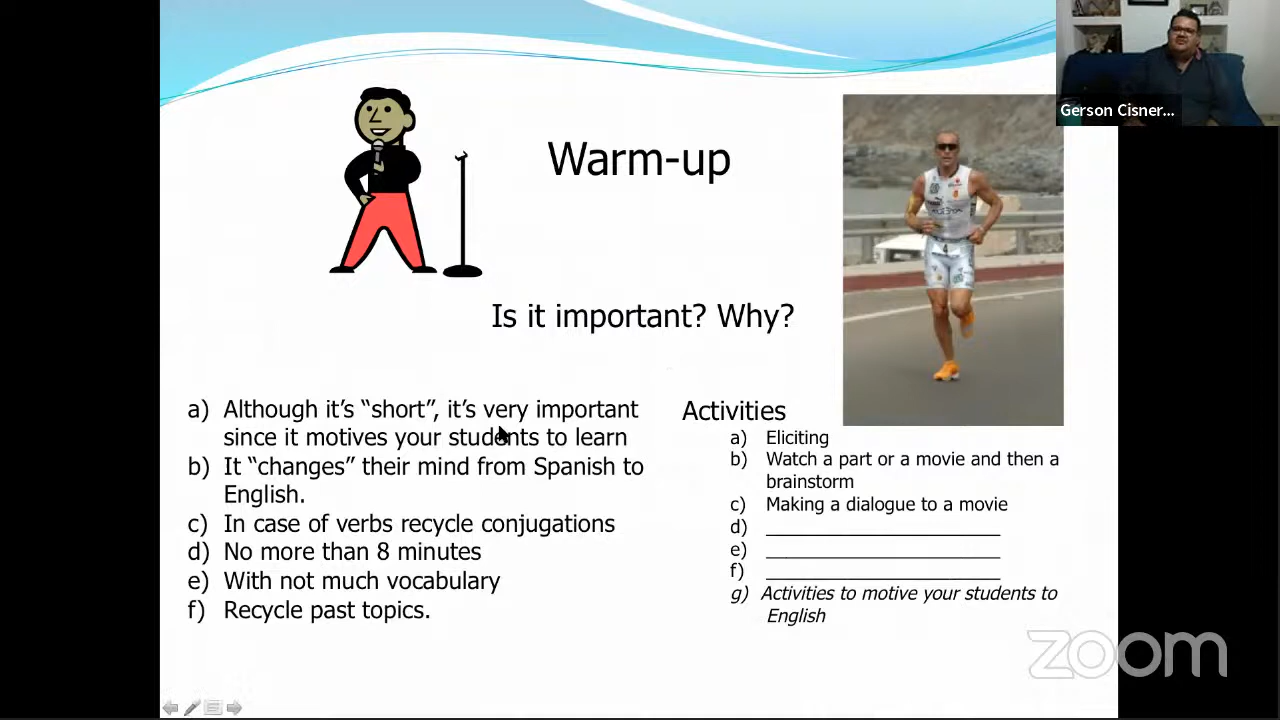 Gerson Cisner...
Warm-up
Is it important? Why?
a) Although it's “short”, it's very important
since it motives your students to learn
b) It “changes” their mind from Spanish to
English.
c) In case of verbs recycle conjugations
d) No more than 8 minutes
e) With not much vocabulary
f) Recycle past topics.
Activities
a) Eliciting
b) Watch a part or a movie and then a
brainstorm
c) Making a dialogue to a movie
d) ________________________
e) ________________________
f) ________________________
g) Activities to motive your students to
English
zoom